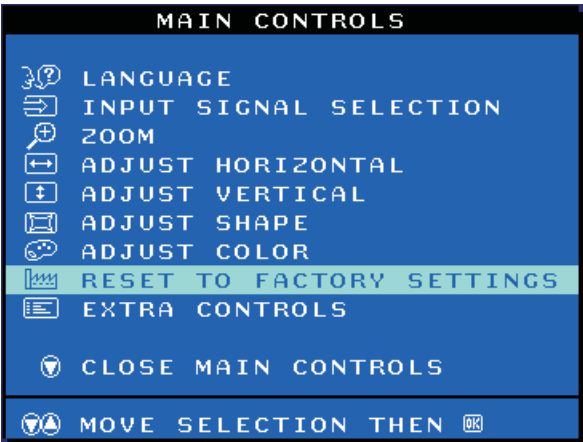 MAIN CONTROLS
LANGUAGE
INPUT SIGNAL SELECTION
ZOOM
ADJUST HORIZONTAL
ADJUST VERTICAL
ADJUST SHAPE
ADJUST COLOR
RESET TO FACTORY SETTINGS
EXTRA CONTROLS
CLOSE MAIN CONTROLS
MOVE SELECTION THEN OK